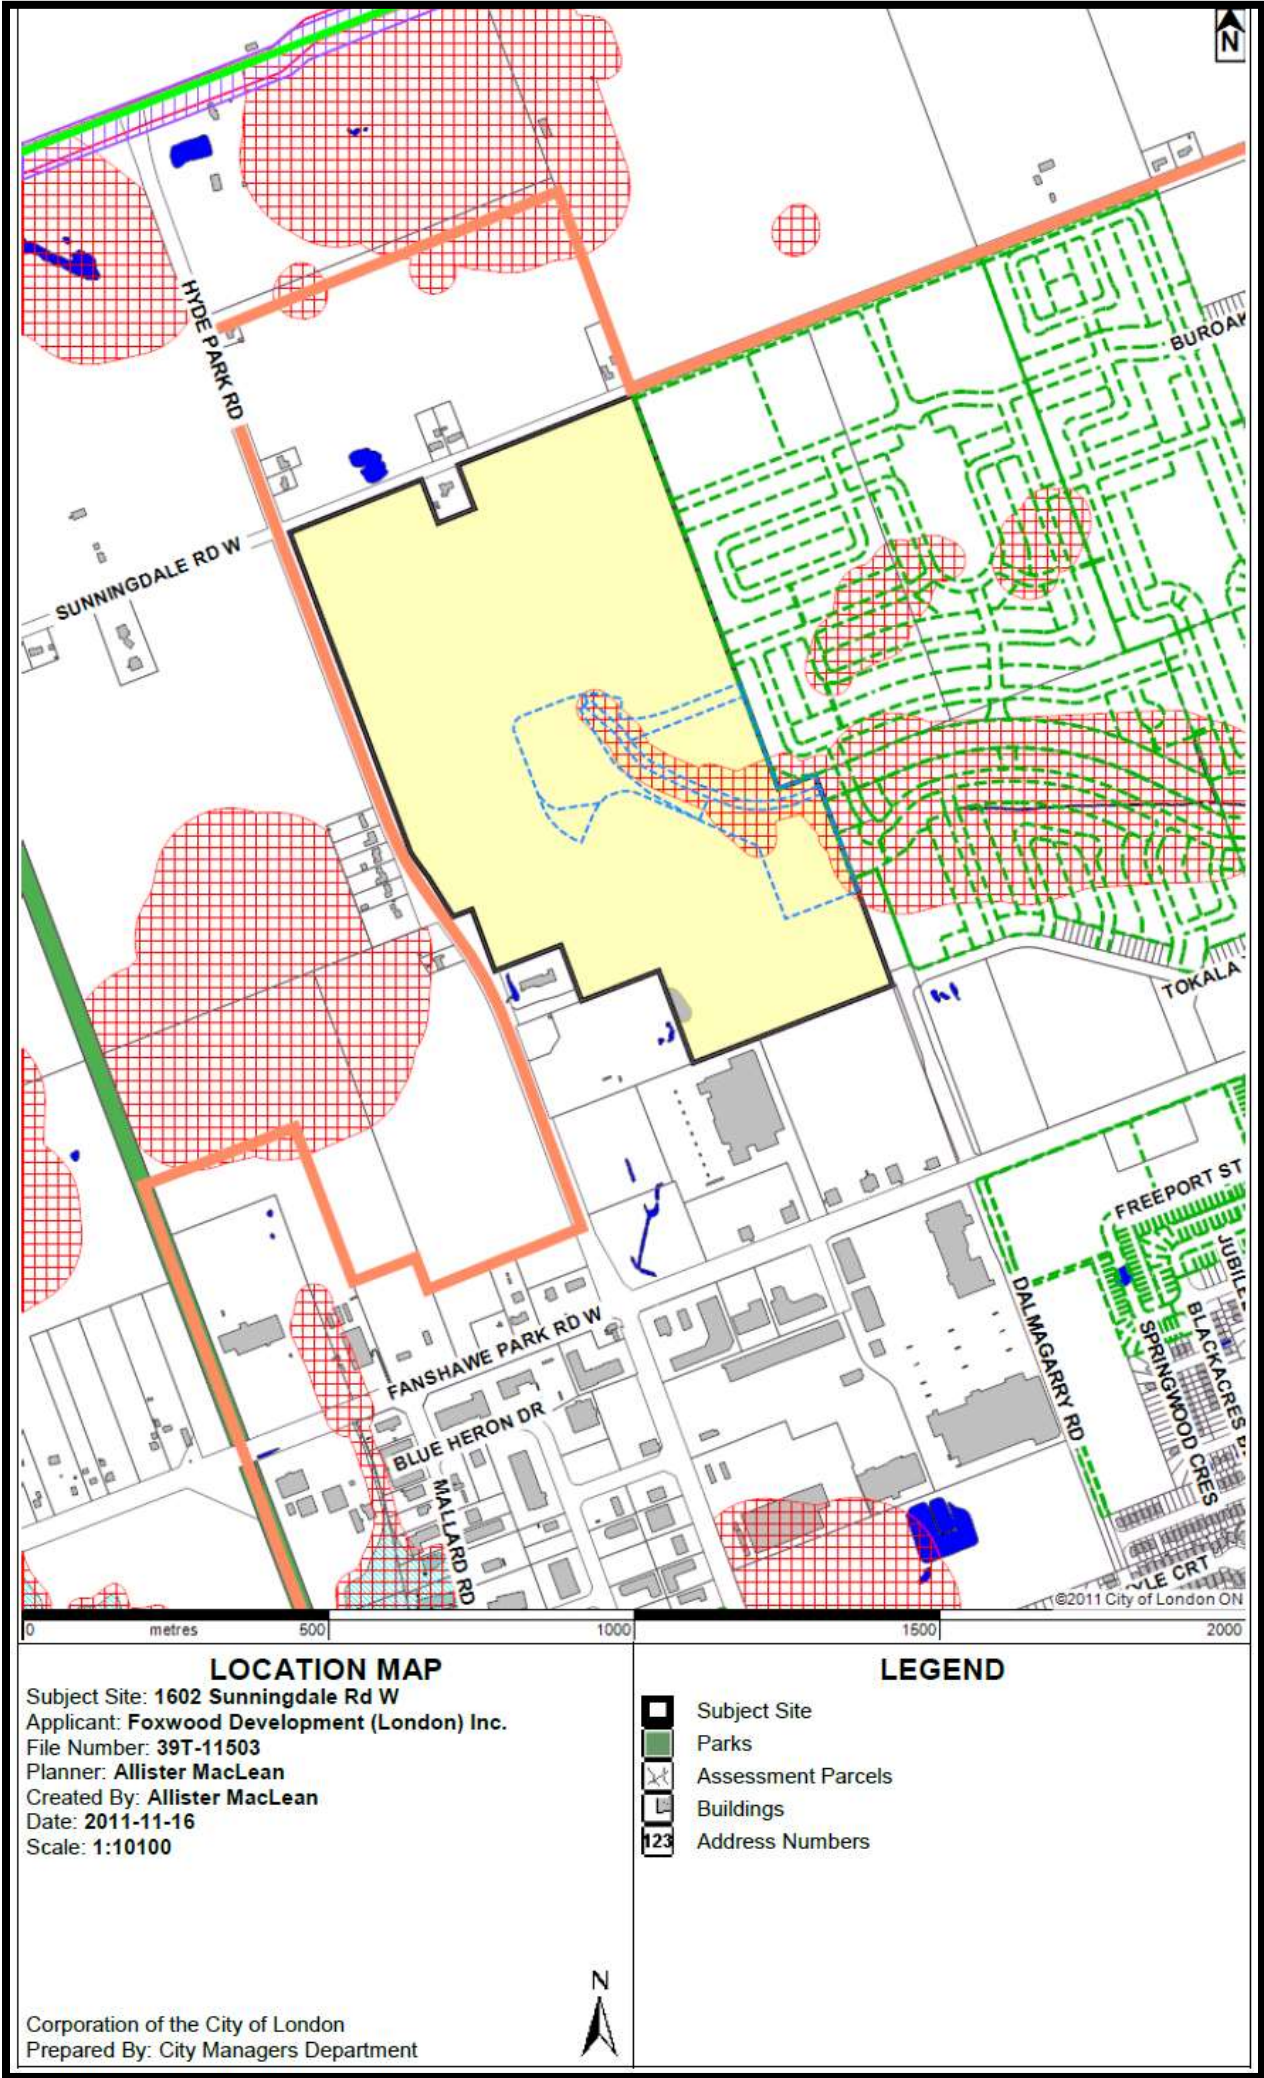 N
HYDE PARK RD
BUROAK
SUNNINGDALE RD W
TOKALA
FREEPORT ST
JUBIL
DALMAGARRY RD
SPRINGWOOD CRES
BLACKACRES B
FANSHAWE PARK RD W
BLUE HERON DR
MALLARD RD
YLE CRT
©2011 City of London ON
0 metres 500 1000 1500 2000
LOCATION MAP
Subject Site: 1602 Sunningdale Rd W
Applicant: Foxwood Development (London) Inc.
File Number: 39T-11503
Planner: Allister MacLean
Created By: Allister MacLean
Date: 2011-11-16
Scale: 1:10100
N
Corporation of the City of London
Prepared By: City Managers Department
LEGEND
Subject Site
Parks
Assessment Parcels
Buildings
123 Address Numbers